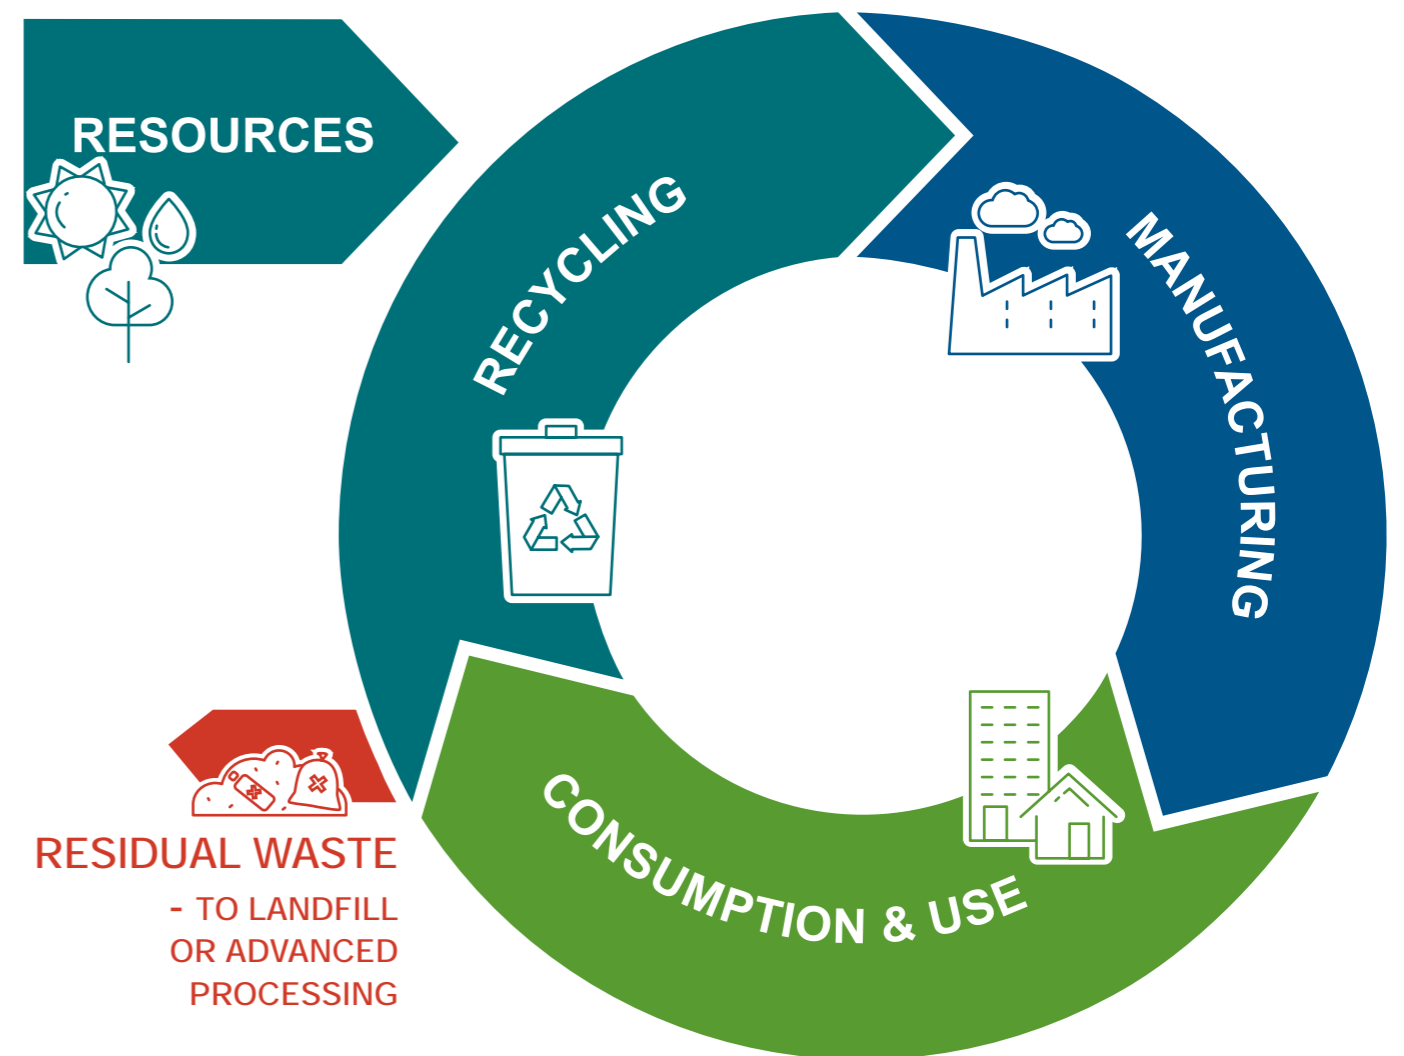 RESOURCES
RECYCLING
MANUFACTURING
CONSUMPTION & USE
RESIDUAL WASTE
- TO LANDFILL
OR ADVANCED
PROCESSING